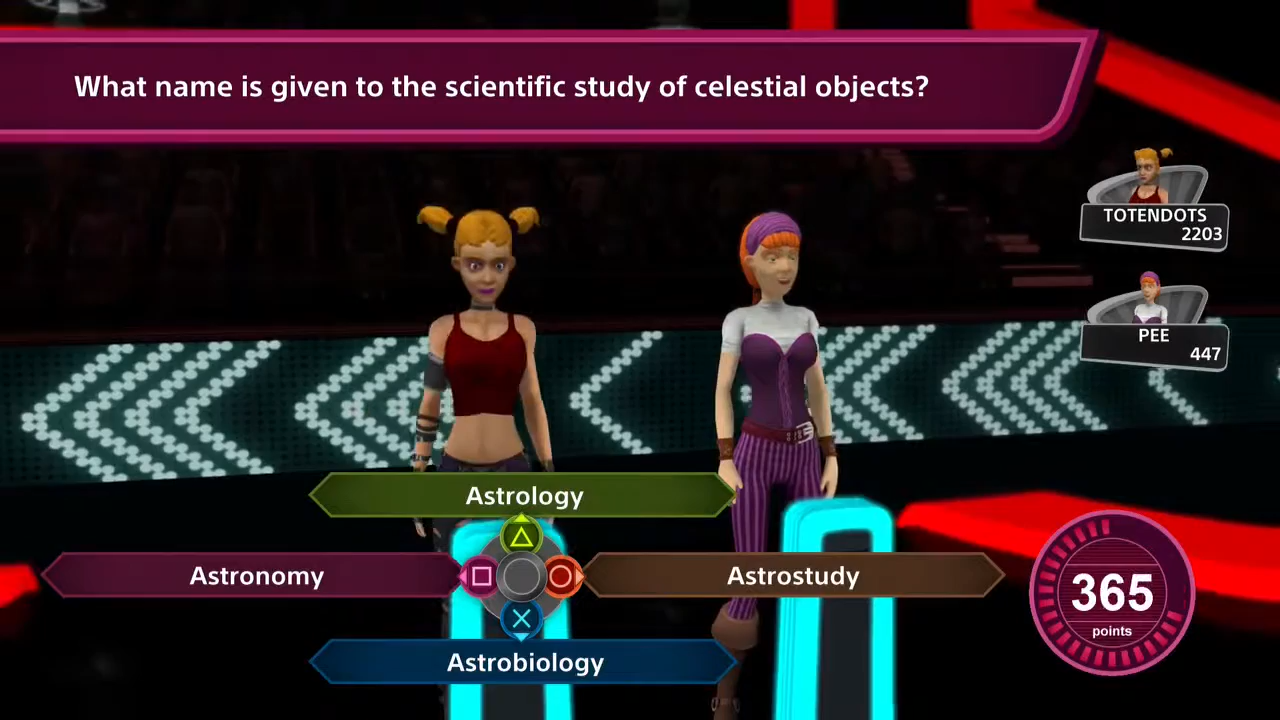 What name is given to the scientific study of celestial objects?
TOTENDOTS
2203
PEE
447
Astrology
Astronomy
Astrostudy
Astrobiology
365
points